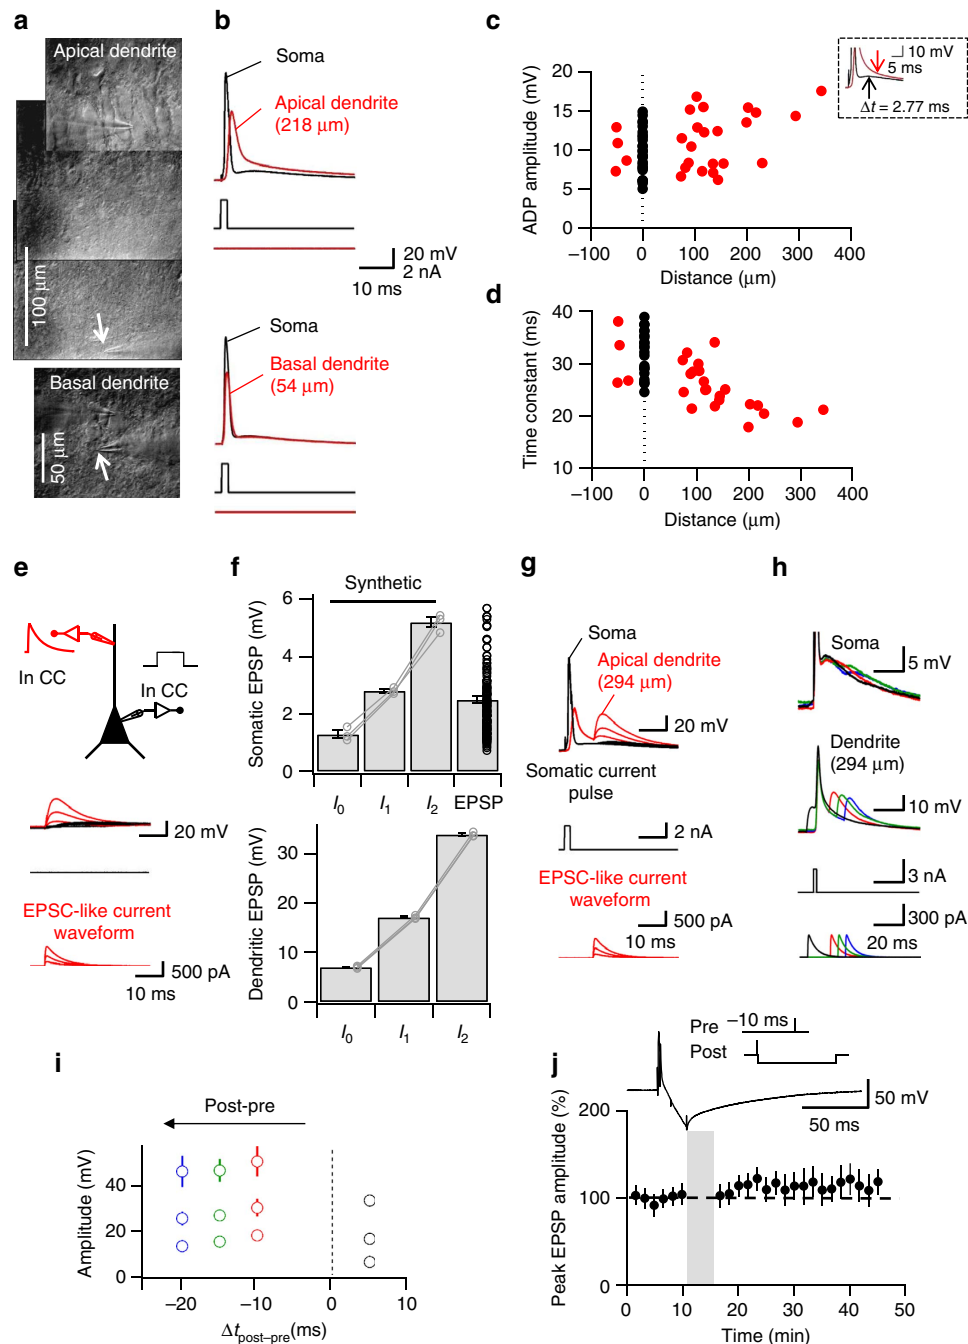 a
Apical dendrite
100 μm
Basal dendrite
50 μm
b
Soma
Apical dendrite
(218 μm)
20 mV
2 nA
10 ms
Soma
Basal dendrite
(54 μm)
c
ADP amplitude (mV)
20
15
10
5
0
−100 0 100 200 300 400
Distance (μm)
10 mV
5 ms
Δt = 2.77 ms
d
Time constant (ms)
40
30
20
10
−100 0 100 200 300 400
Distance (μm)
e
In CC
In CC
20 mV
EPSC-like current
waveform
500 pA
10 ms
f
Synthetic
Somatic EPSP (mV)
6
4
2
0
I0 I1 I2 EPSP
Dendritic EPSP (mV)
30
20
10
0
I0 I1 I2
g
Soma
Apical dendrite
(294 μm)
20 mV
Somatic current
pulse
2 nA
EPSC-like current
waveform
500 pA
10 ms
h
Soma
5 mV
Dendrite
(294 μm)
10 mV
3 nA
300 pA
20 ms
i
Post-pre
Amplitude (mV)
40
20
0
−20 −10 0 10
Δtpost–pre(ms)
j
Pre
−10 ms
Post
50 mV
50 ms
Peak EPSP amplitude (%)
200
100
0
0 10 20 30 40 50
Time (min)